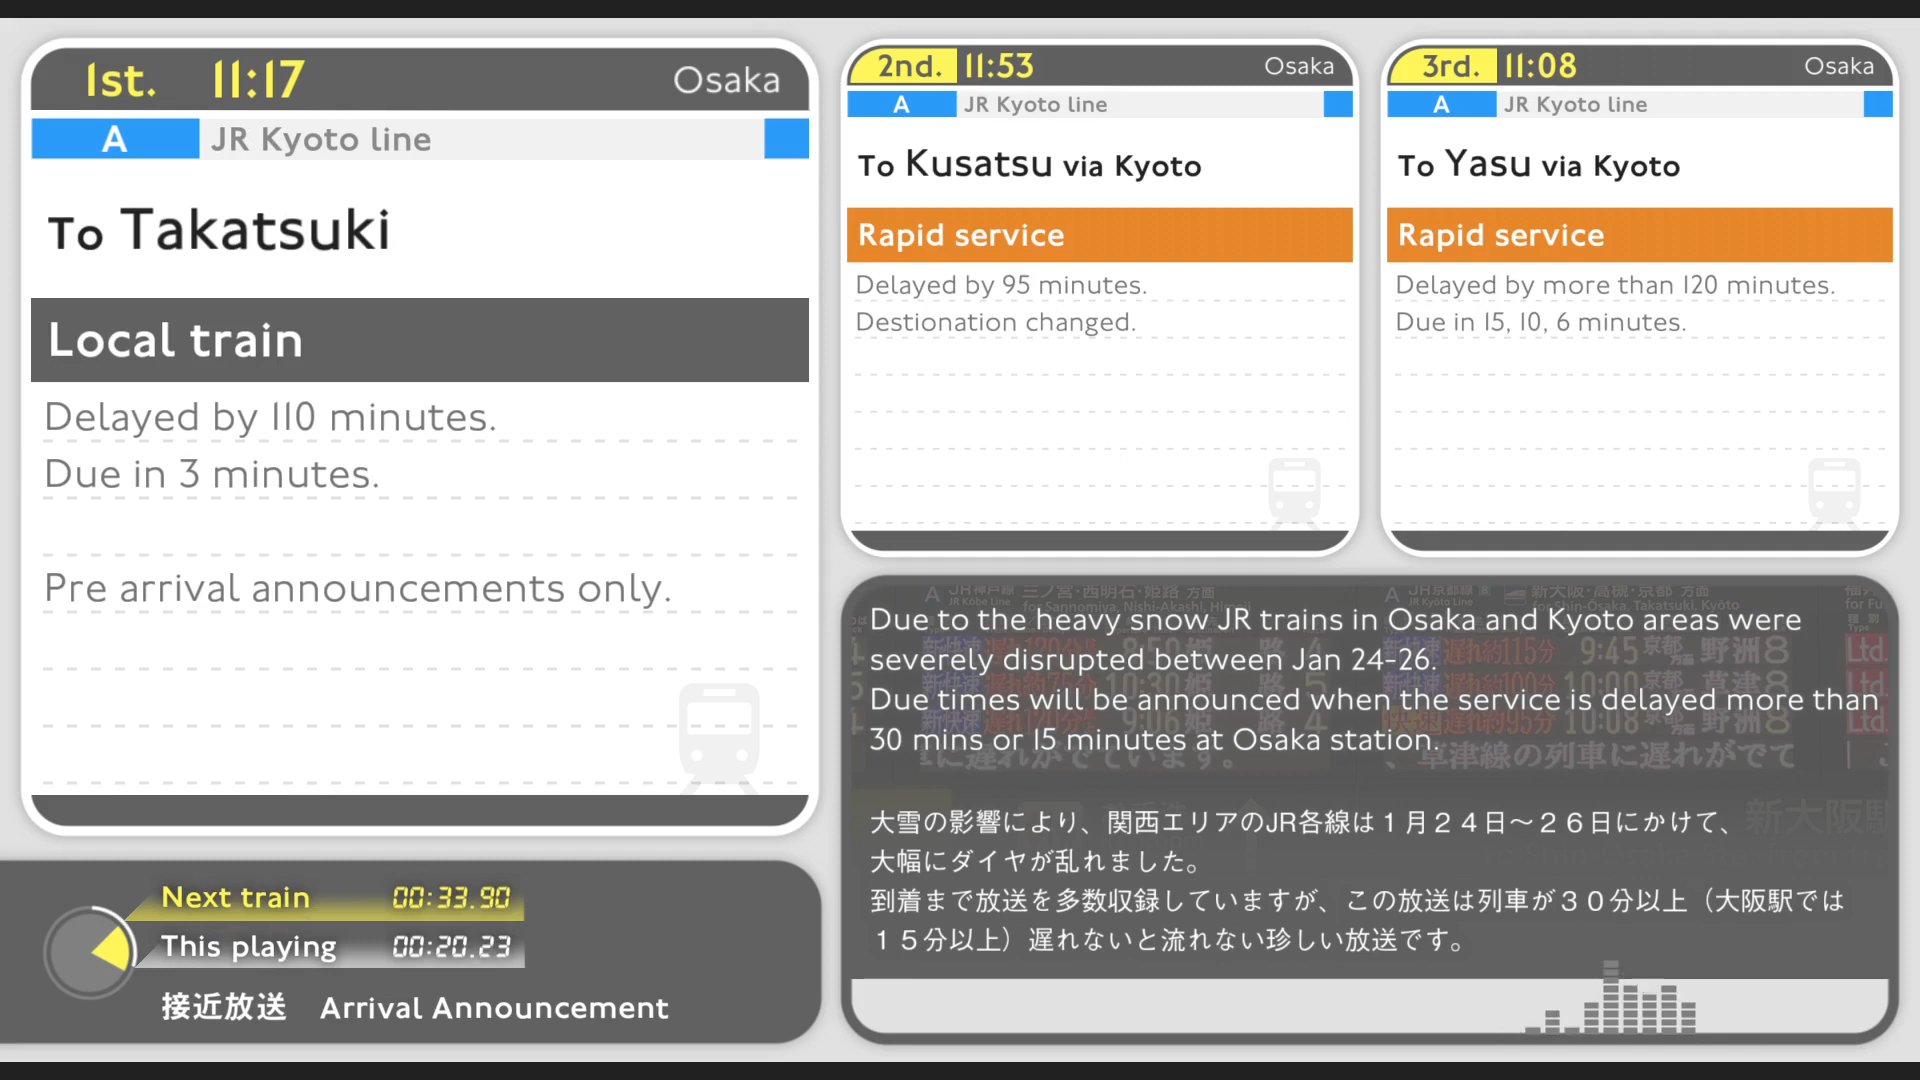 1st. 11:17 Osaka
A JR Kyoto line
To Takatsuki
Local train
Delayed by 110 minutes.
Due in 3 minutes.
Pre arrival announcements only.
2nd. 11:53 Osaka
A JR Kyoto line
To Kusatsu via Kyoto
Rapid service
Delayed by 95 minutes.
Destionation changed.
3rd. 11:08 Osaka
A JR Kyoto line
To Yasu via Kyoto
Rapid service
Delayed by more than 120 minutes.
Due in 15, 10, 6 minutes.
Due to the heavy snow JR trains in Osaka and Kyoto areas were
severely disrupted between Jan 24-26.
Due times will be announced when the service is delayed more than
30 mins or 15 minutes at Osaka station.
大雪の影響により、関西エリアのJR各線は１月２４日〜２６日にかけて、
大幅にダイヤが乱れました。
到着まで放送を多数収録していますが、この放送は列車が３０分以上（大阪駅では
１５分以上）遅れないと流れない珍しい放送です。
Next train 00:33.90
This playing 00:20.23
接近放送 Arrival Announcement